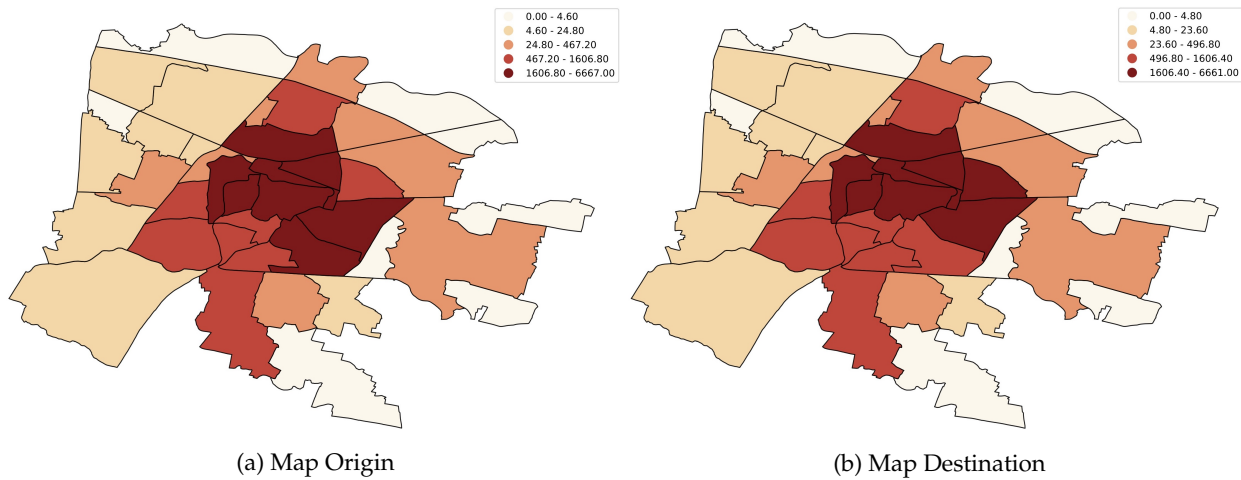 0.00 - 4.60
4.60 - 24.80
24.80 - 467.20
467.20 - 1606.80
1606.80 - 6667.00
0.00 - 4.80
4.80 - 23.60
23.60 - 496.80
496.80 - 1606.40
1606.40 - 6661.00
(a) Map Origin
(b) Map Destination